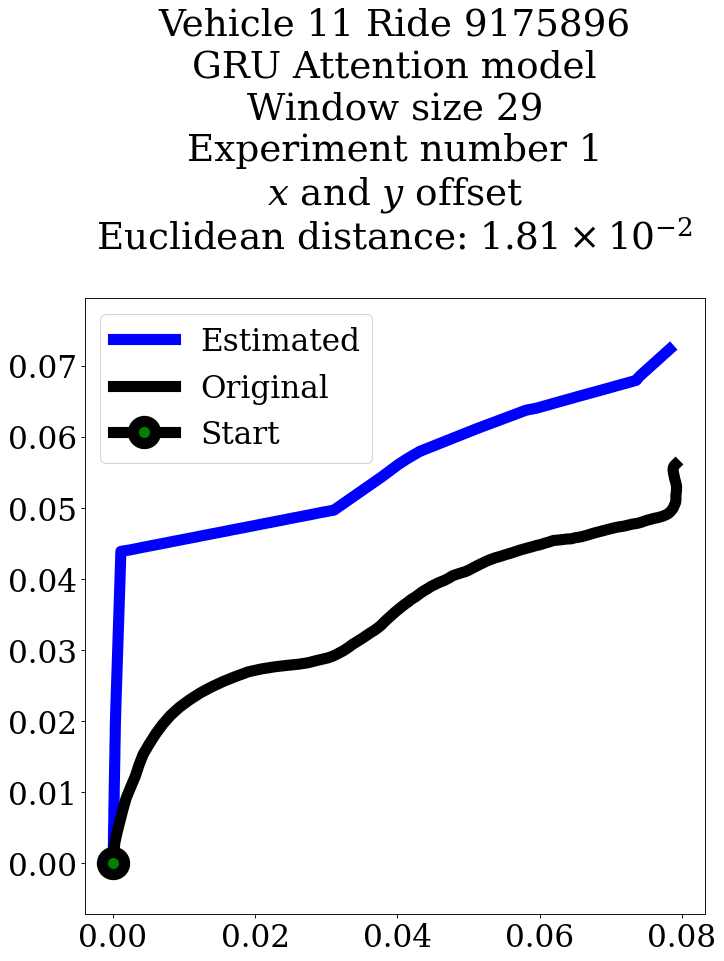 Vehicle 11 Ride 9175896
GRU Attention model
Window size 29
Experiment number 1
x and y offset
Euclidean distance: 1.81 × 10⁻²
Estimated
Original
Start
0.07
0.06
0.05
0.04
0.03
0.02
0.01
0.00
0.00 0.02 0.04 0.06 0.08